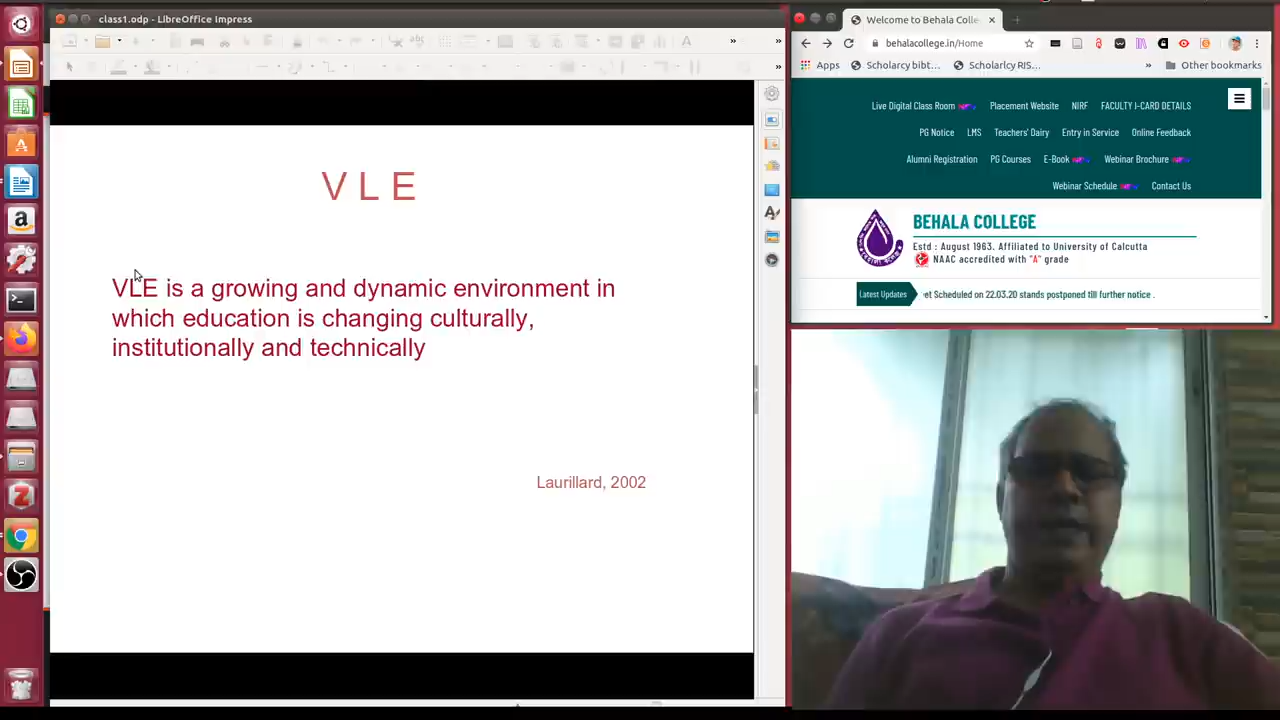 class1.odp - LibreOffice Impress
V L E
VLE is a growing and dynamic environment in
which education is changing culturally,
institutionally and technically
Laurillard, 2002
Welcome to Behala Colle
behalacollege.in/Home
Apps
Scholarcy bibt...
Scholarlcy RIS...
»
Other bookmarks
Live Digital Class Room
Placement Website
NIRF
FACULTY I-CARD DETAILS
PG Notice
LMS
Teachers' Dairy
Entry in Service
Online Feedback
Alumni Registration
PG Courses
E-Book
Webinar Brochure
Webinar Schedule
Contact Us
BEHALA COLLEGE
Estd : August 1963. Affiliated to University of Calcutta
NAAC accredited with "A" grade
Latest Updates
et Scheduled on 22.03.20 stands postponed till further notice .